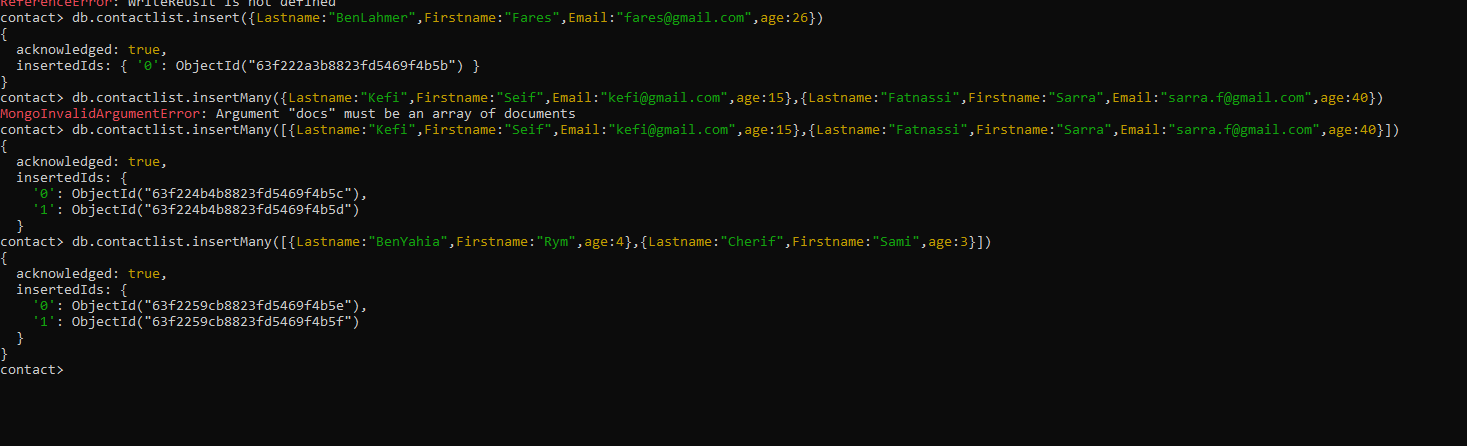 ReferenceError: WriteReuslt is not defined
contact> db.contactlist.insert({Lastname:"BenLahmer",Firstname:"Fares",Email:"fares@gmail.com",age:26})
{
  acknowledged: true,
  insertedIds: { '0': ObjectId("63f222a3b8823fd5469f4b5b") }
}
contact> db.contactlist.insertMany({Lastname:"Kefi",Firstname:"Seif",Email:"kefi@gmail.com",age:15},{Lastname:"Fatnassi",Firstname:"Sarra",Email:"sarra.f@gmail.com",age:40})
MongoInvalidArgumentError: Argument "docs" must be an array of documents
contact> db.contactlist.insertMany([{Lastname:"Kefi",Firstname:"Seif",Email:"kefi@gmail.com",age:15},{Lastname:"Fatnassi",Firstname:"Sarra",Email:"sarra.f@gmail.com",age:40}])
{
  acknowledged: true,
  insertedIds: {
    '0': ObjectId("63f224b4b8823fd5469f4b5c"),
    '1': ObjectId("63f224b4b8823fd5469f4b5d")
  }
contact> db.contactlist.insertMany([{Lastname:"BenYahia",Firstname:"Rym",age:4},{Lastname:"Cherif",Firstname:"Sami",age:3}])
{
  acknowledged: true,
  insertedIds: {
    '0': ObjectId("63f2259cb8823fd5469f4b5e"),
    '1': ObjectId("63f2259cb8823fd5469f4b5f")
  }
}
contact>